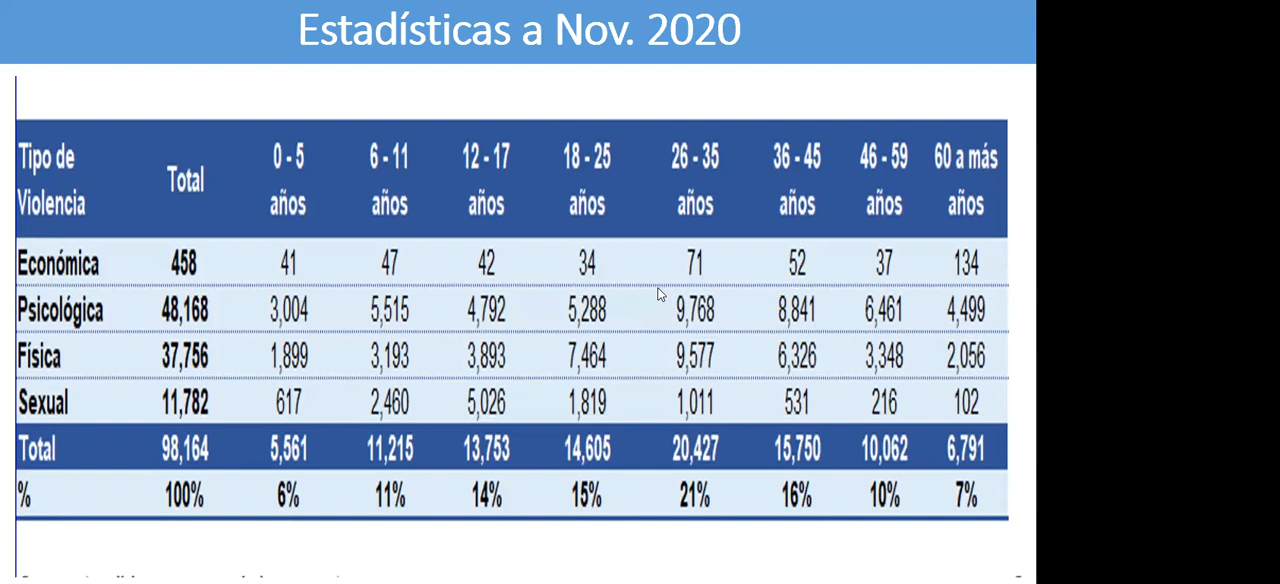 Estadísticas a Nov. 2020
Tipo de Violencia Total 0 - 5 años 6 - 11 años 12 - 17 años 18 - 25 años 26 - 35 años 36 - 45 años 46 - 59 años 60 a más años
Económica 458 41 47 42 34 71 52 37 134
Psicológica 48,168 3,004 5,515 4,792 5,288 9,768 8,841 6,461 4,499
Física 37,756 1,899 3,193 3,893 7,464 9,577 6,326 3,348 2,056
Sexual 11,782 617 2,460 5,026 1,819 1,011 531 216 102
Total 98,164 5,561 11,215 13,753 14,605 20,427 15,750 10,062 6,791
% 100% 6% 11% 14% 15% 21% 16% 10% 7%